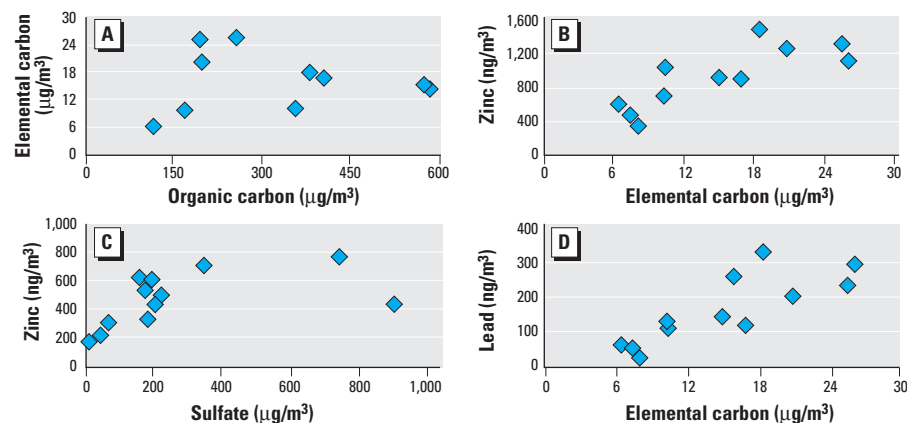 A
Elemental carbon
(μg/m³)
30
24
18
12
6
0
0 150 300 450 600
Organic carbon (μg/m³)
B
Zinc (ng/m³)
1,600
1,200
800
400
0
0 6 12 18 24 30
Elemental carbon (μg/m³)
C
Zinc (ng/m³)
1,000
800
600
400
200
0
0 200 400 600 800 1,000
Sulfate (μg/m³)
D
Lead (ng/m³)
400
300
200
100
0
0 6 12 18 24 30
Elemental carbon (μg/m³)